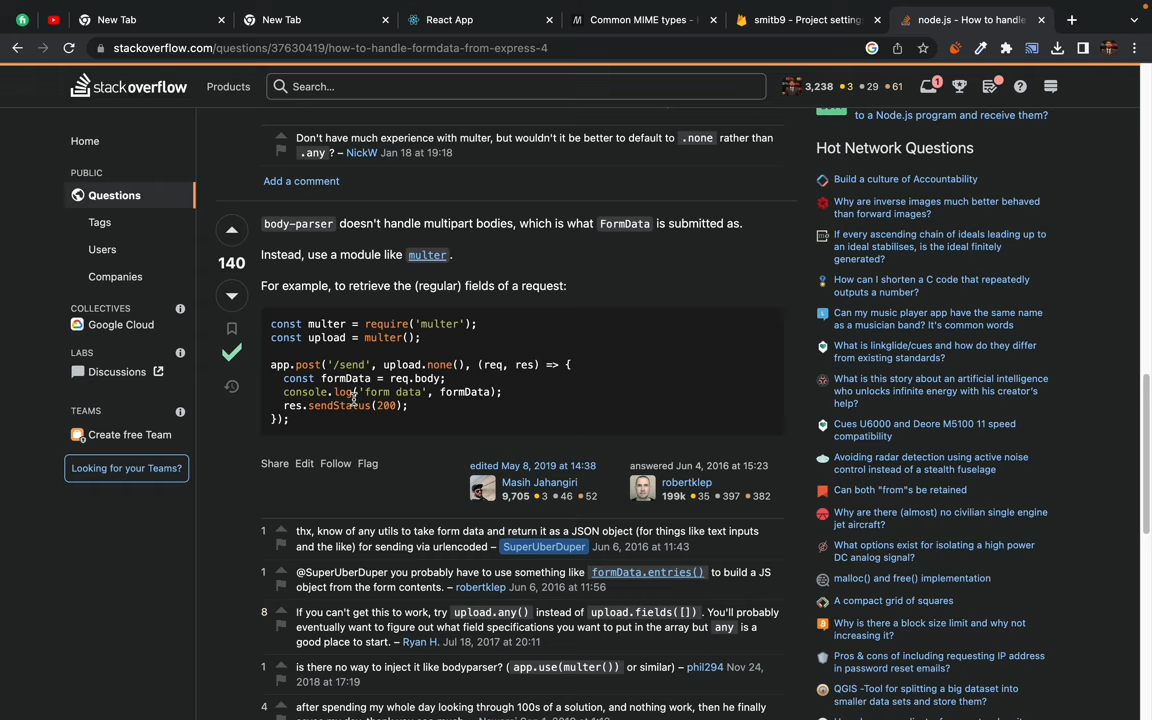 New Tab
New Tab
React App
Common MIME types -
smitb9 - Project setting
node.js - How to handle
stackoverflow.com/questions/37630419/how-to-handle-formdata-from-express-4
stackoverflow
Products
Search...
3,238 3 29 61
1
Home
PUBLIC
Questions
Tags
Users
Companies
COLLECTIVES
Google Cloud
LABS
Discussions
TEAMS
Create free Team
Looking for your Teams?
Don't have much experience with multer, but wouldn't it be better to default to .none rather than
.any ? – NickW Jan 18 at 19:18
Add a comment
140
body-parser doesn't handle multipart bodies, which is what FormData is submitted as.
Instead, use a module like multer.
For example, to retrieve the (regular) fields of a request:
const multer = require('multer');
const upload = multer();
app.post('/send', upload.none(), (req, res) => {
const formData = req.body;
console.log('form data', formData);
res.sendStatus(200);
});
Share Edit Follow Flag
edited May 8, 2019 at 14:38
Masih Jahangiri
9,705 3 46 52
answered Jun 4, 2016 at 15:23
robertklep
199k 35 397 382
1 thx, know of any utils to take form data and return it as a JSON object (for things like text inputs
and the like) for sending via urlencoded – SuperUberDuper Jun 6, 2016 at 11:43
1 @SuperUberDuper you probably have to use something like formData.entries() to build a JS
object from the form contents. – robertklep Jun 6, 2016 at 11:56
8 If you can't get this to work, try upload.any() instead of upload.fields([]). You'll probably
eventually want to figure out what field specifications you want to put in the array but any is a
good place to start. – Ryan H. Jul 18, 2017 at 20:11
1 is there no way to inject it like bodyparser? (app.use(multer()) or similar) – phil294 Nov 24,
2018 at 17:19
4 after spending my whole day looking through 100s of a solution, and nothing work, then he finally
to a Node.js program and receive them?
Hot Network Questions
Build a culture of Accountability
Why are inverse images much better behaved
than forward images?
If every ascending chain of ideals leading up to
an ideal stabilises, is the ideal finitely
generated?
How can I shorten a C code that repeatedly
outputs a number?
Can my music player app have the same name
as a musician band? It's common words
What is linkglide/cues and how do they differ
from existing standards?
What is this story about an artificial intelligence
who unlocks infinite energy with his creator's
help?
Cues U6000 and Deore M5100 11 speed
compatibility
Avoiding radar detection using active noise
control instead of a stealth fuselage
Can both "from"s be retained
Why are there (almost) no civilian single engine
jet aircraft?
What options exist for isolating a high power
DC analog signal?
malloc() and free() implementation
A compact grid of squares
Why is there a block size limit and why not
increasing it?
Pros & cons of including requesting IP address
in password reset emails?
QGIS -Tool for splitting a big dataset into
smaller data sets and store them?